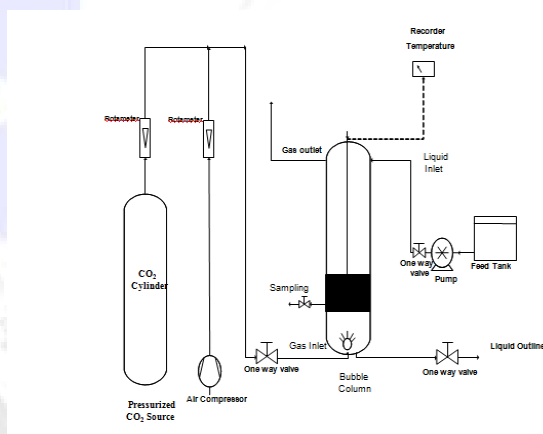 Recorder
Temperature
Rotameter
Rotameter
Gas outlet
Liquid
Inlet
CO₂
Cylinder
One way
valve
Pump
Feed Tank
Sampling
Gas Inlet
One way valve
Bubble
Column
One way valve
Liquid Outline
Air Compressor
Pressurized
CO₂ Source